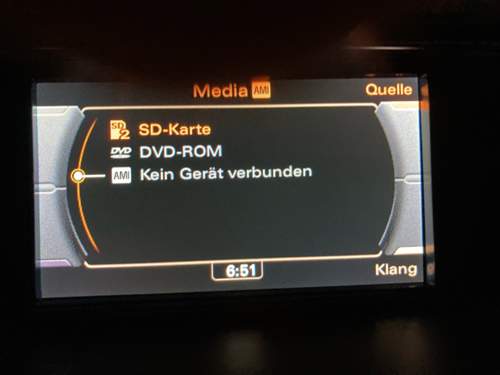 Media AMI
Quelle
SD 2 SD-Karte
DVD DVD-ROM
AMI Kein Gerät verbunden
6:51
Klang